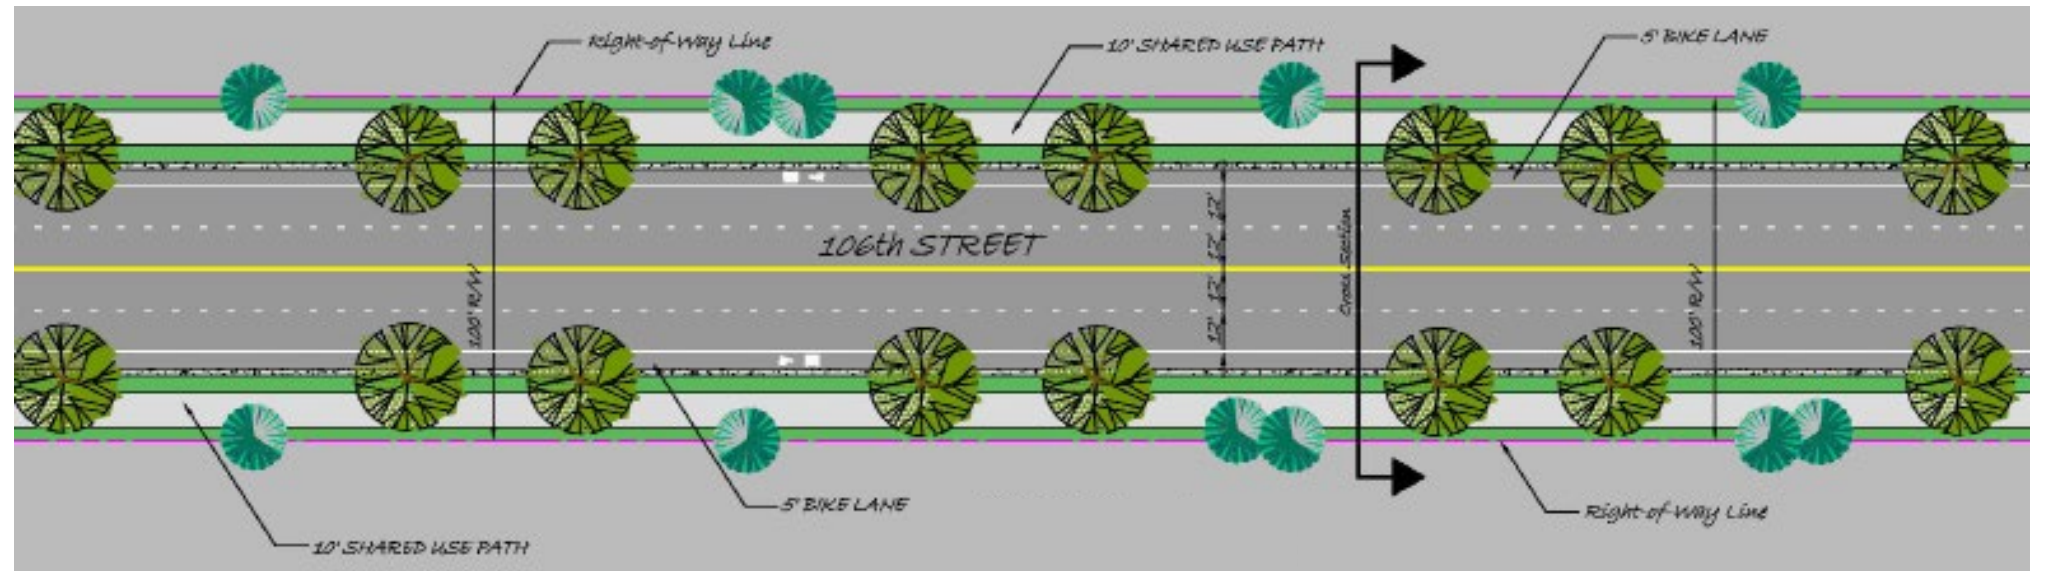 Right-of-Way Line
10' SHARED USE PATH
5' BIKE LANE
106th STREET
12'
12'
12'
12'
100' R/W
Cross Section
100' R/W
5' BIKE LANE
Right-of-Way Line
10' SHARED USE PATH